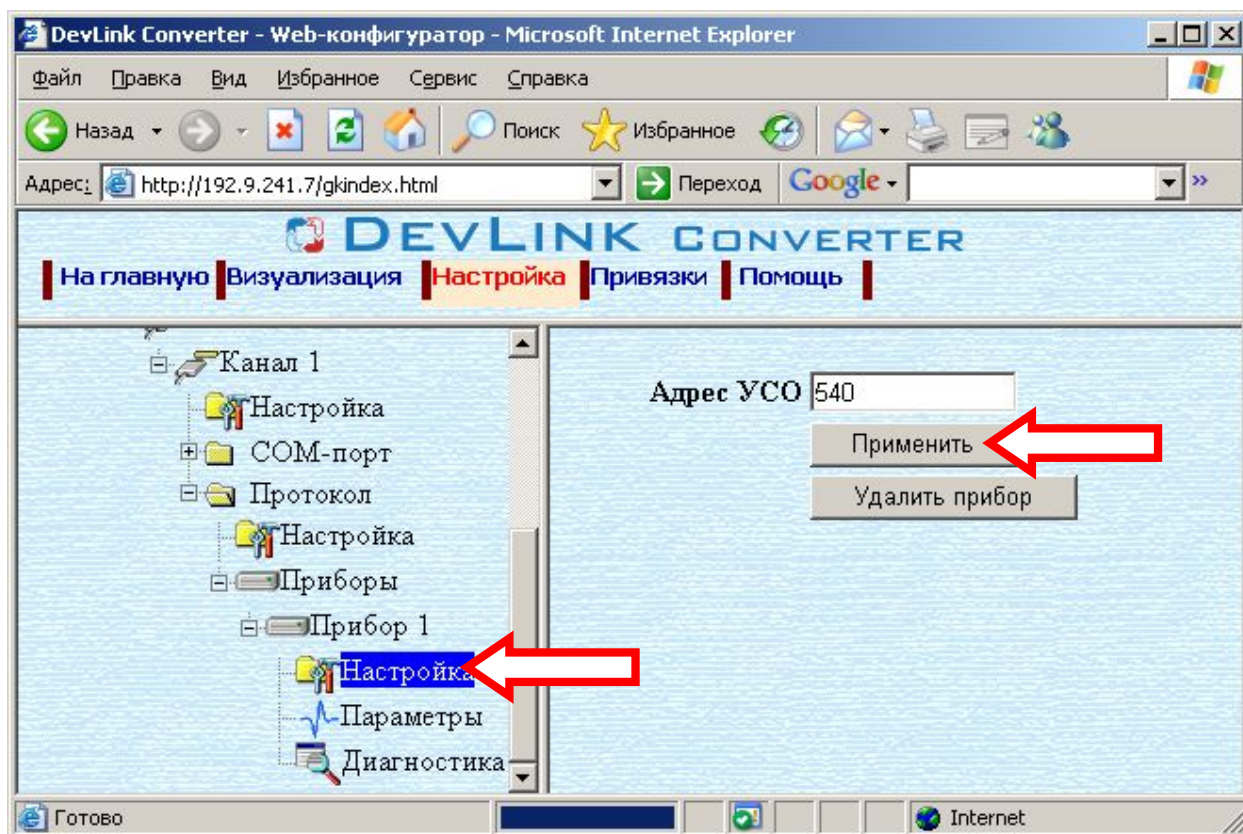 DevLink Converter - Web-конфигуратор - Microsoft Internet Explorer
Файл Правка Вид Избранное Сервис Справка
Назад Поиск Избранное
Адрес: http://192.9.241.7/gkindex.html Переход Google
DEVLINK CONVERTER
На главную Визуализация Настройка Привязки Помощь
Канал 1
Настройка
COM-порт
Протокол
Настройка
Приборы
Прибор 1
Настройка
Параметры
Диагностика
Адрес УСО 540
Применить
Удалить прибор
Готово Internet